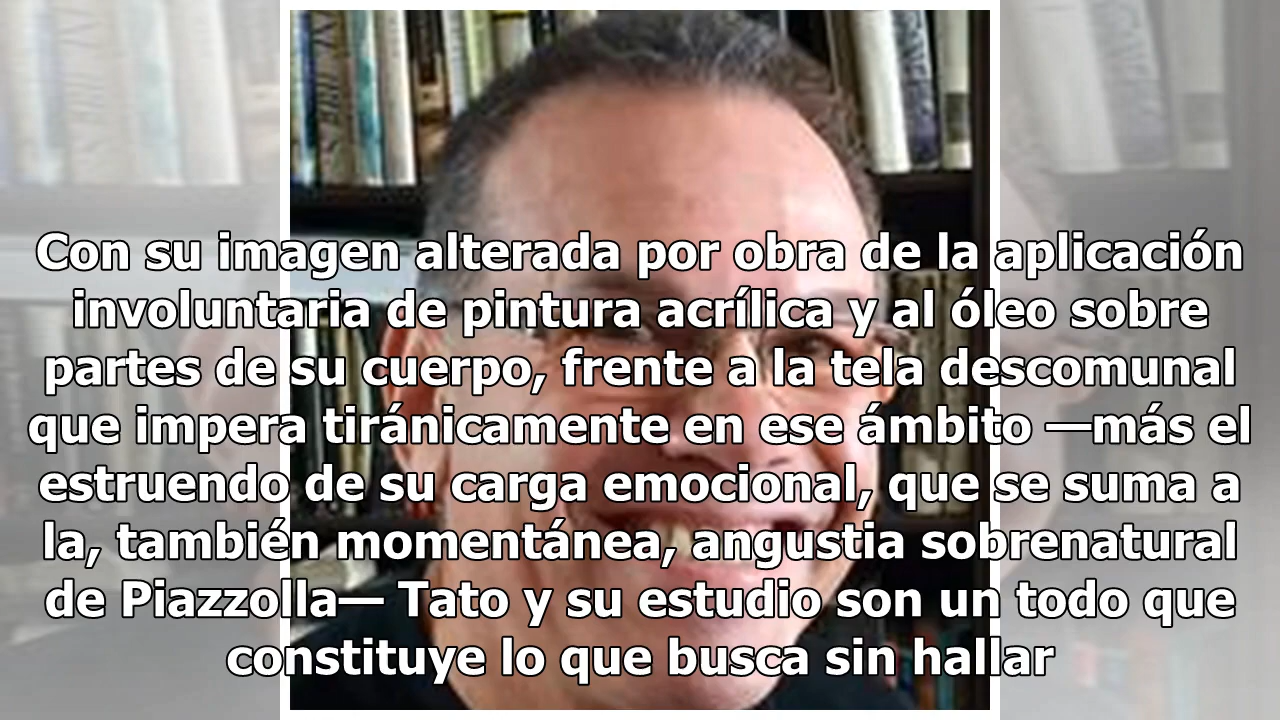 Con su imagen alterada por obra de la aplicación
involuntaria de pintura acrílica y al óleo sobre
partes de su cuerpo, frente a la tela descomunal
que impera tiránicamente en ese ámbito —más el
estruendo de su carga emocional, que se suma a
la, también momentánea, angustia sobrenatural
de Piazzolla— Tato y su estudio son un todo que
constituye lo que busca sin hallar